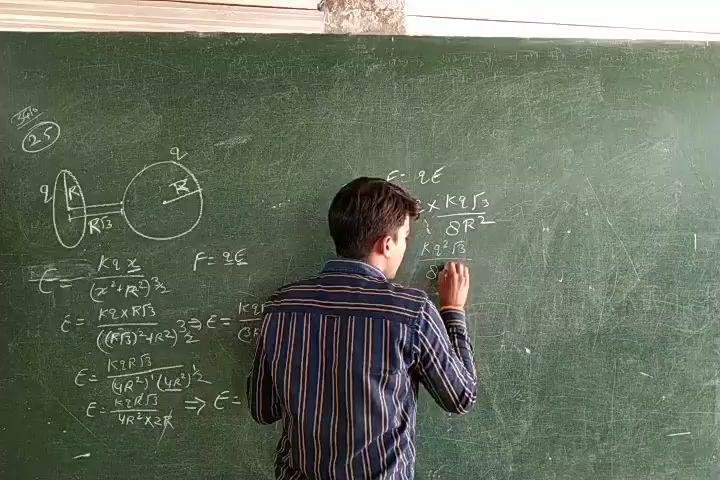 25
q
q
R
R
R√3
E = Kqx / (x²+R²)^3/2
F = qE
E = Kq×R√3 / ((R√3)²+R²)^3/2 ⇒ E =
E = KqR√3 / (4R²)¹(4R²)^1/2
E = KqR√3 / 4R²×2R ⇒ E =
F = qE
× Kq√3 / 8R²
Kq²√3 / 8